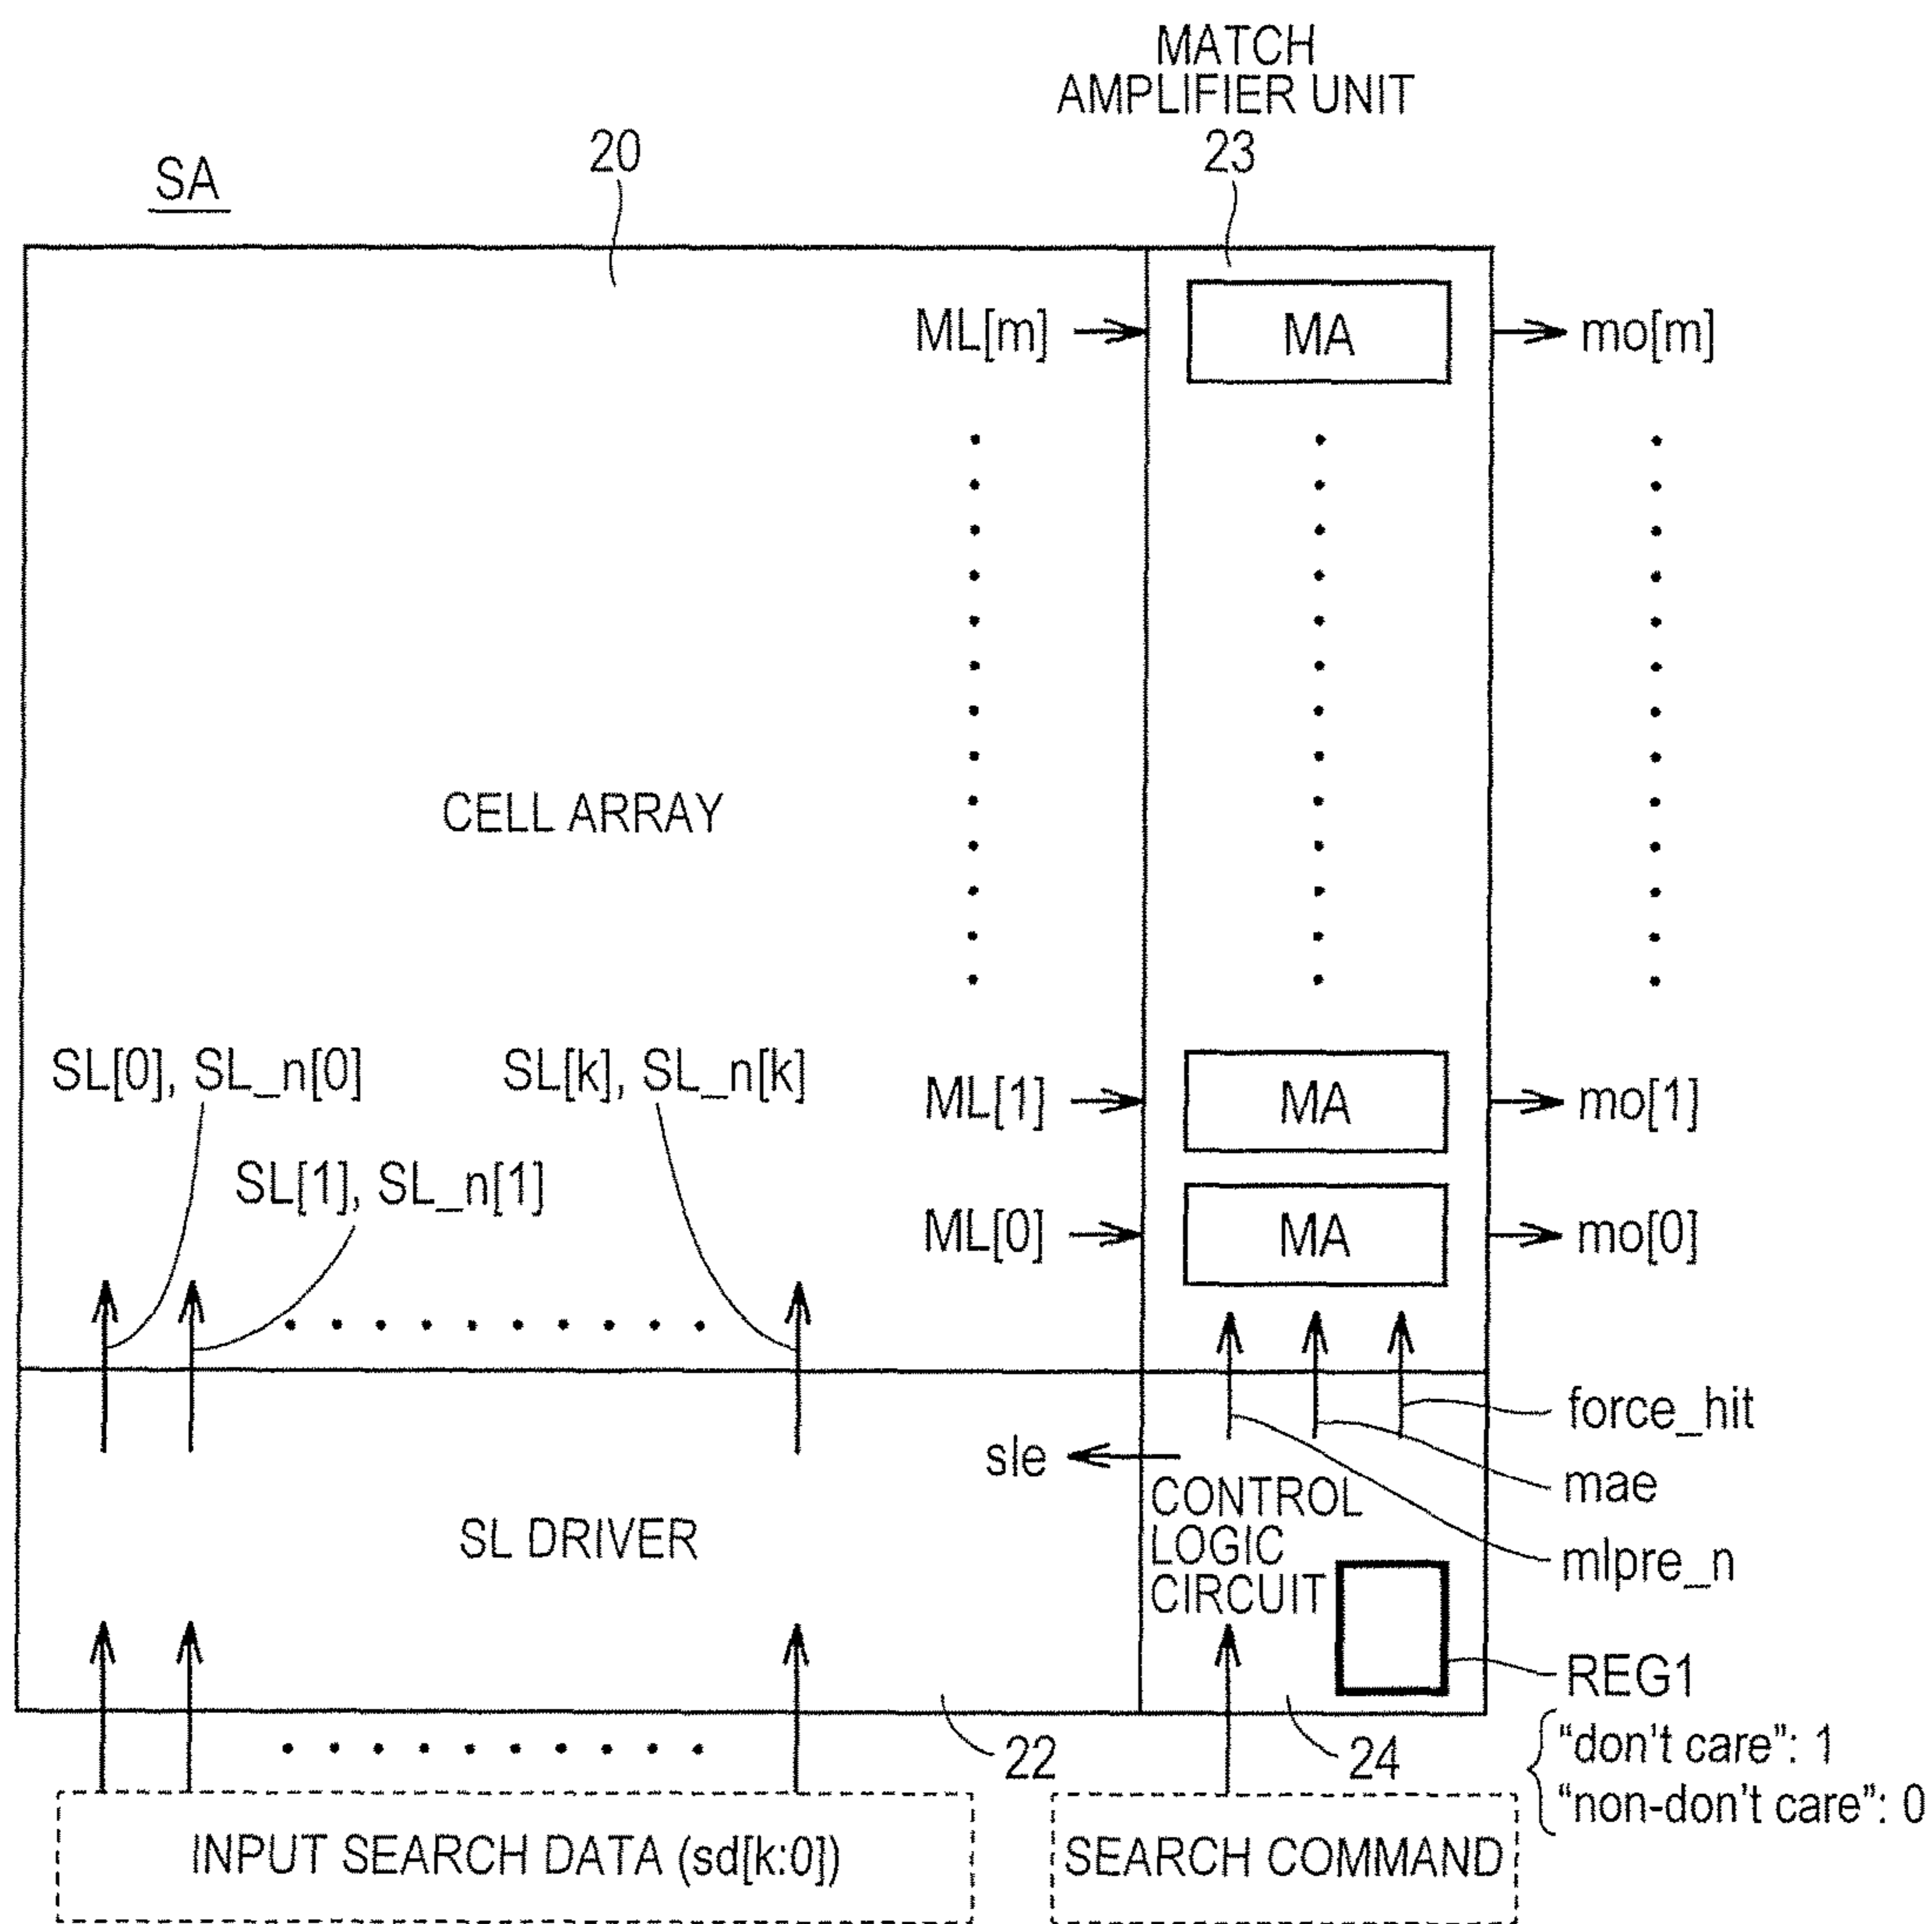 MATCH
AMPLIFIER UNIT
SA
20
23
ML[m]
MA
mo[m]
CELL ARRAY
SL[0], SL_n[0]
SL[k], SL_n[k]
ML[1]
MA
mo[1]
SL[1], SL_n[1]
ML[0]
MA
mo[0]
force_hit
sle
mae
CONTROL
LOGIC
CIRCUIT
SL DRIVER
mlpre_n
REG1
22
24
“don't care”: 1
“non-don't care”: 0
INPUT SEARCH DATA (sd[k:0])
SEARCH COMMAND